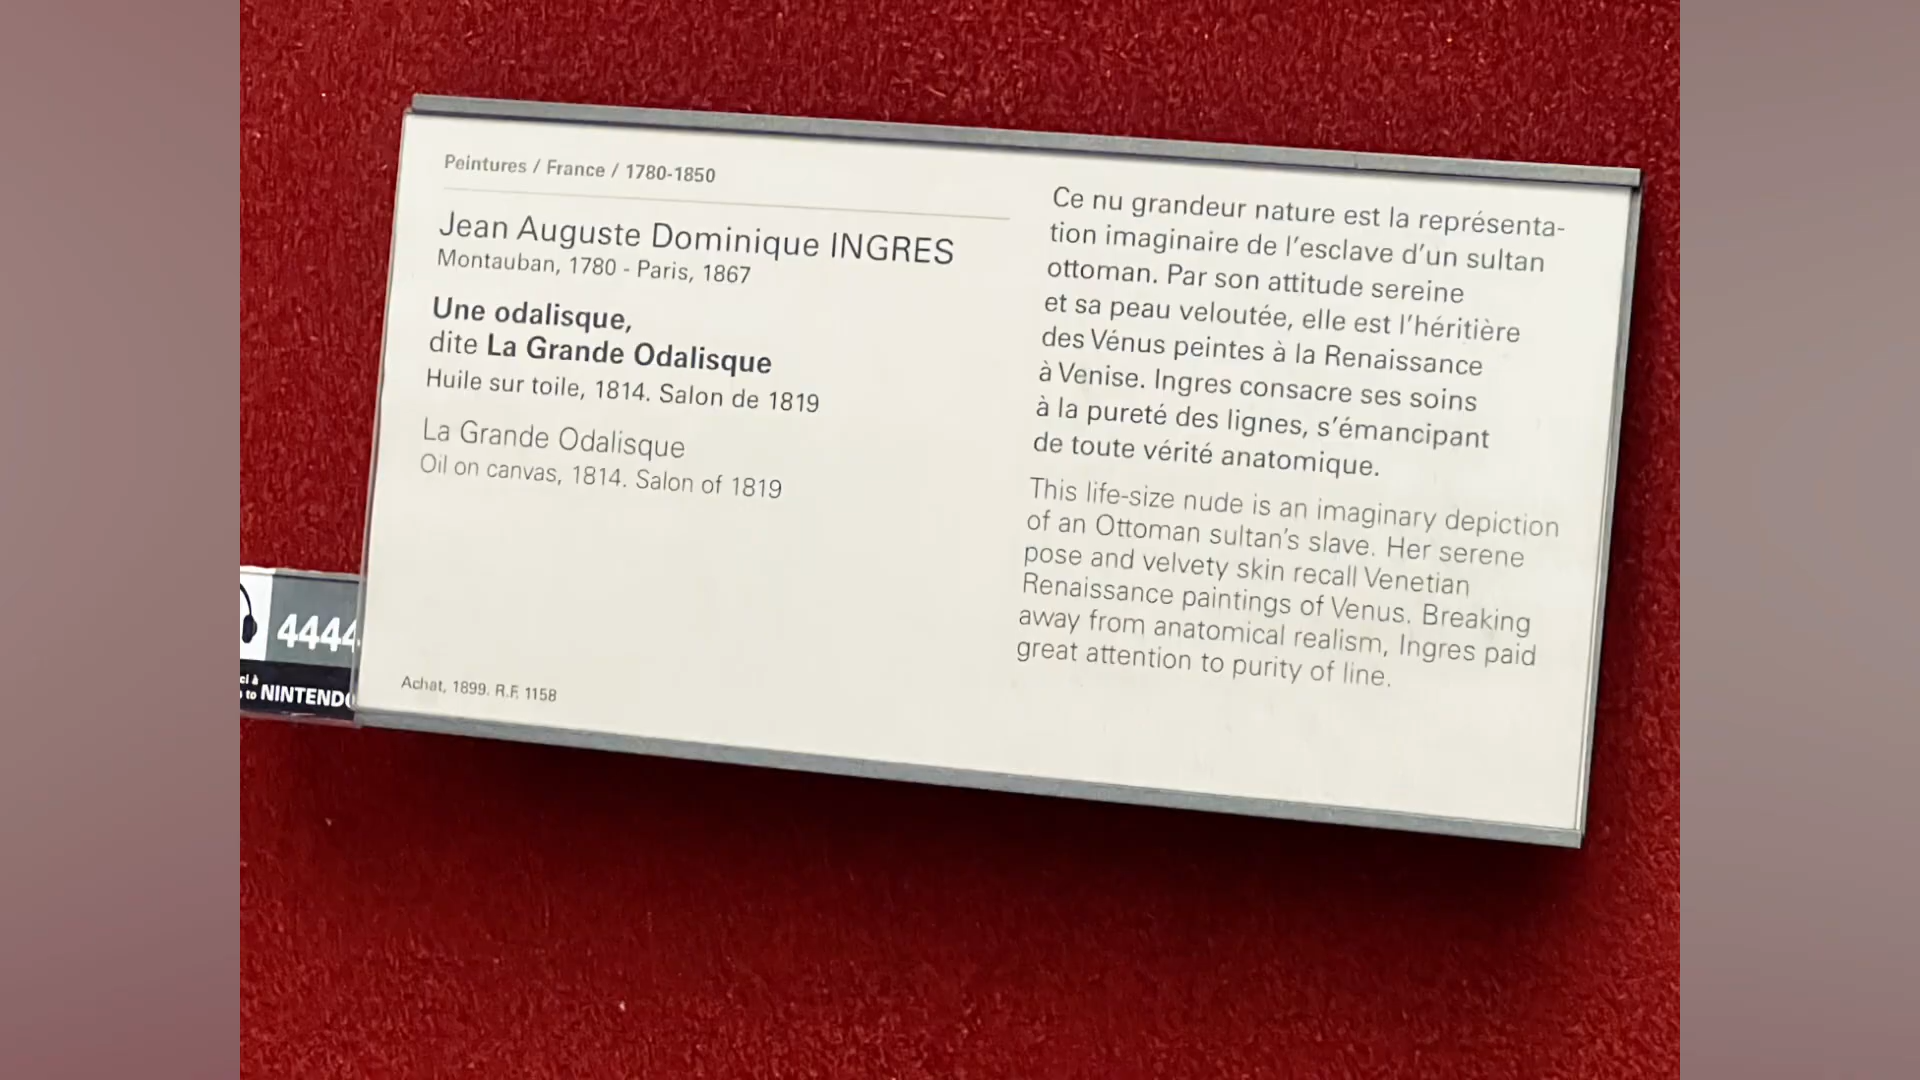 Peintures / France / 1780-1850
Jean Auguste Dominique INGRES
Montauban, 1780 - Paris, 1867
Une odalisque,
dite La Grande Odalisque
Huile sur toile, 1814. Salon de 1819
La Grande Odalisque
Oil on canvas, 1814. Salon of 1819
Achat, 1899. R.F. 1158
Ce nu grandeur nature est la représenta-
tion imaginaire de l'esclave d'un sultan
ottoman. Par son attitude sereine
et sa peau veloutée, elle est l'héritière
des Vénus peintes à la Renaissance
à Venise. Ingres consacre ses soins
à la pureté des lignes, s'émancipant
de toute vérité anatomique.
This life-size nude is an imaginary depiction
of an Ottoman sultan's slave. Her serene
pose and velvety skin recall Venetian
Renaissance paintings of Venus. Breaking
away from anatomical realism, Ingres paid
great attention to purity of line.
4444
ci à
to NINTENDO